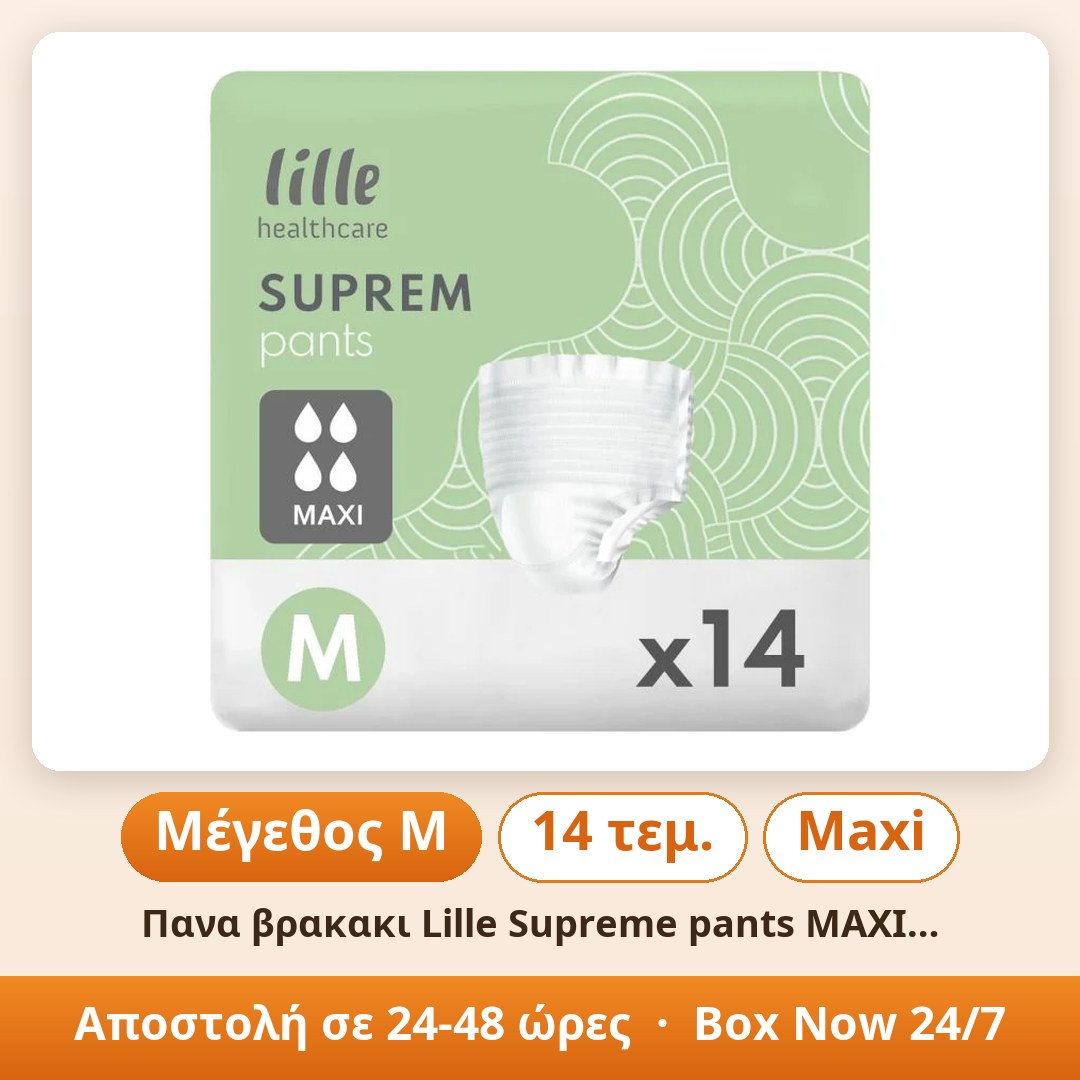 lille
healthcare
SUPREM
pants
MAXI
M
x14
Μέγεθος M
14 τεμ.
Maxi
Πανα βρακακι Lille Supreme pants MAXI...
Αποστολή σε 24-48 ώρες · Box Now 24/7